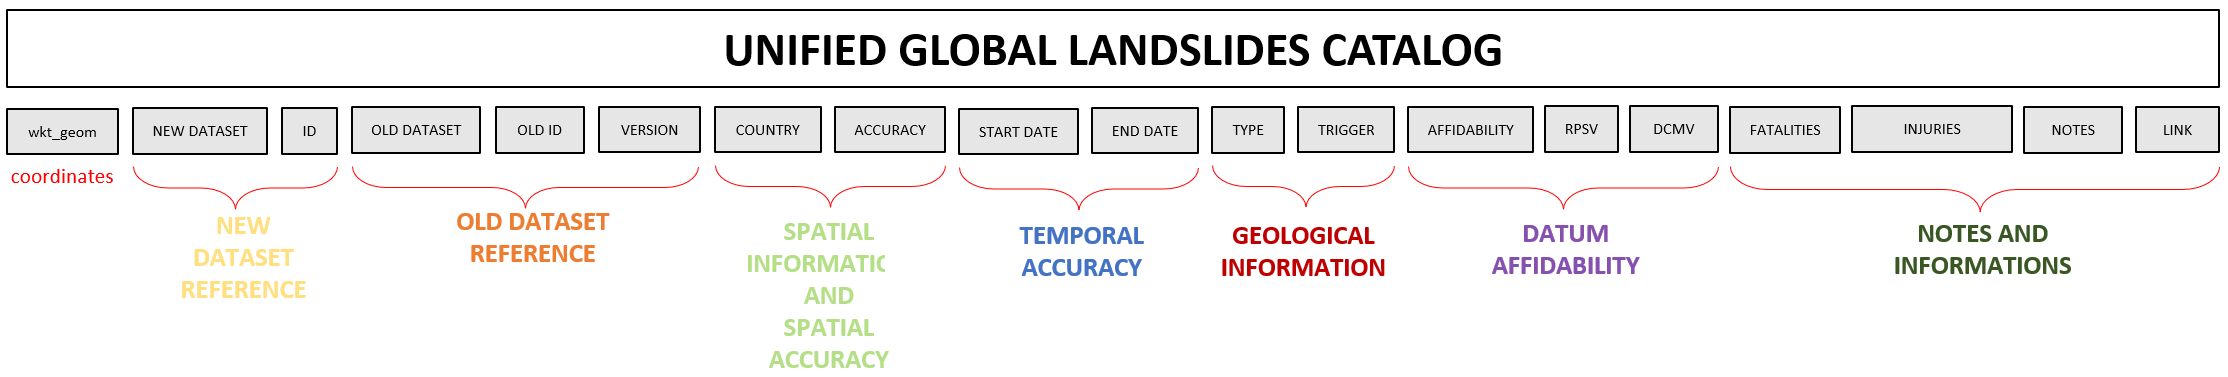 UNIFIED GLOBAL LANDSLIDES CATALOG
wkt_geom
NEW DATASET
ID
OLD DATASET
OLD ID
VERSION
COUNTRY
ACCURACY
START DATE
END DATE
TYPE
TRIGGER
AFFIDABILITY
RPSV
DCMV
FATALITIES
INJURIES
NOTES
LINK
coordinates
NEW
DATASET
REFERENCE
OLD DATASET
REFERENCE
SPATIAL
INFORMATIC
AND
SPATIAL
ACCURACY
TEMPORAL
ACCURACY
GEOLOGICAL
INFORMATION
DATUM
AFFIDABILITY
NOTES AND
INFORMATIONS